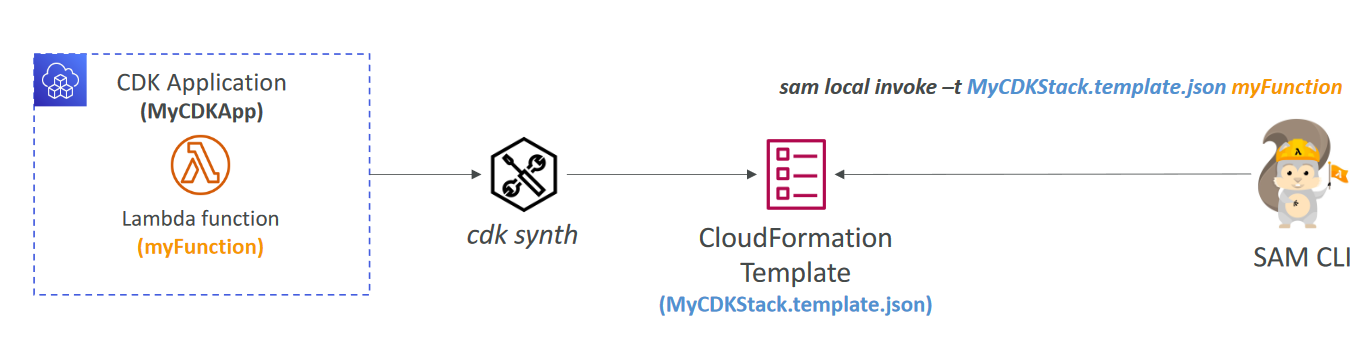 CDK Application
(MyCDKApp)
Lambda function
(myFunction)
cdk synth
CloudFormation
Template
(MyCDKStack.template.json)
sam local invoke –t MyCDKStack.template.json myFunction
SAM CLI